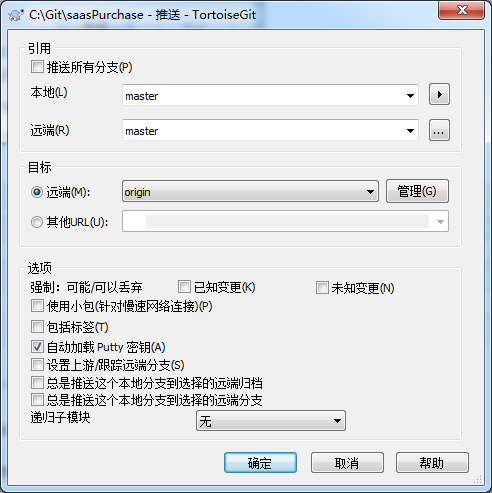 C:\Git\saasPurchase - 推送 - TortoiseGit
引用
推送所有分支(P)
本地(L)
master
远端(R)
master
...
目标
远端(M):
origin
管理(G)
其他URL(U):
选项
强制：可能/可以丢弃
已知变更(K)
未知变更(N)
使用小包(针对慢速网络连接)(P)
包括标签(T)
自动加载 Putty 密钥(A)
设置上游/跟踪远端分支(S)
总是推送这个本地分支到选择的远端归档
总是推送这个本地分支到选择的远端分支
递归子模块
无
确定
取消
帮助